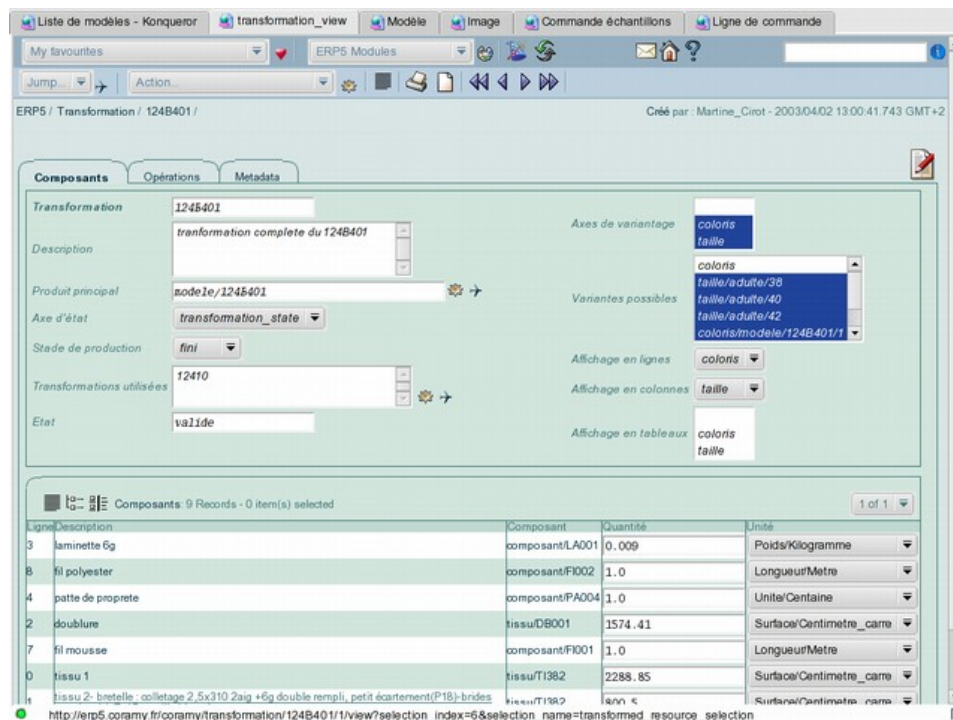 Liste de modèles - Konqueror
transformation_view
Modèle
Image
Commande échantillons
Ligne de commande
My favourites
ERP5 Modules
Jump...
Action...
ERP5 / Transformation / 124B401 /
Créé par : Martine_Cirot - 2003/04/02 13:00:41.743 GMT+2
Composants
Opérations
Metadata
Transformation
124B401
Description
tranformation complete du 124B401
Produit principal
modele/124B401
Axe d'état
transformation_state
Stade de production
fini
Transformations utilisées
12410
Etat
valide
Axes de variantage
coloris
taille
Variantes possibles
coloris
taille/adulte/38
taille/adulte/40
taille/adulte/42
coloris/modele/124B401/1
Affichage en lignes
coloris
Affichage en colonnes
taille
Affichage en tableaux
coloris
taille
Composants: 9 Records - 0 item(s) selected
1 of 1
Ligne Description Composant Quantité Unité
3 laminette 6g composant/LA001 0.009 Poids/Kilogramme
8 fil polyester composant/FI002 1.0 Longueur/Metre
4 patte de proprete composant/PA004 1.0 Unite/Centaine
2 doublure tissu/DB001 1574.41 Surface/Centimetre_carre
7 fil mousse composant/FI001 1.0 Longueur/Metre
0 tissu 1 tissu/TI382 2288.85 Surface/Centimetre_carre
1 tissu 2- bretelle : colletage 2,5x310 2aig +6g double rempli, petit écartement(P18)-brides tissu/TI382 800.5 Surface/Centimetre_carre
http://erp5.coramy.fr/coramy/transformation/124B401/1/view?selection_index=6&selection_name=transformed_resource_selection